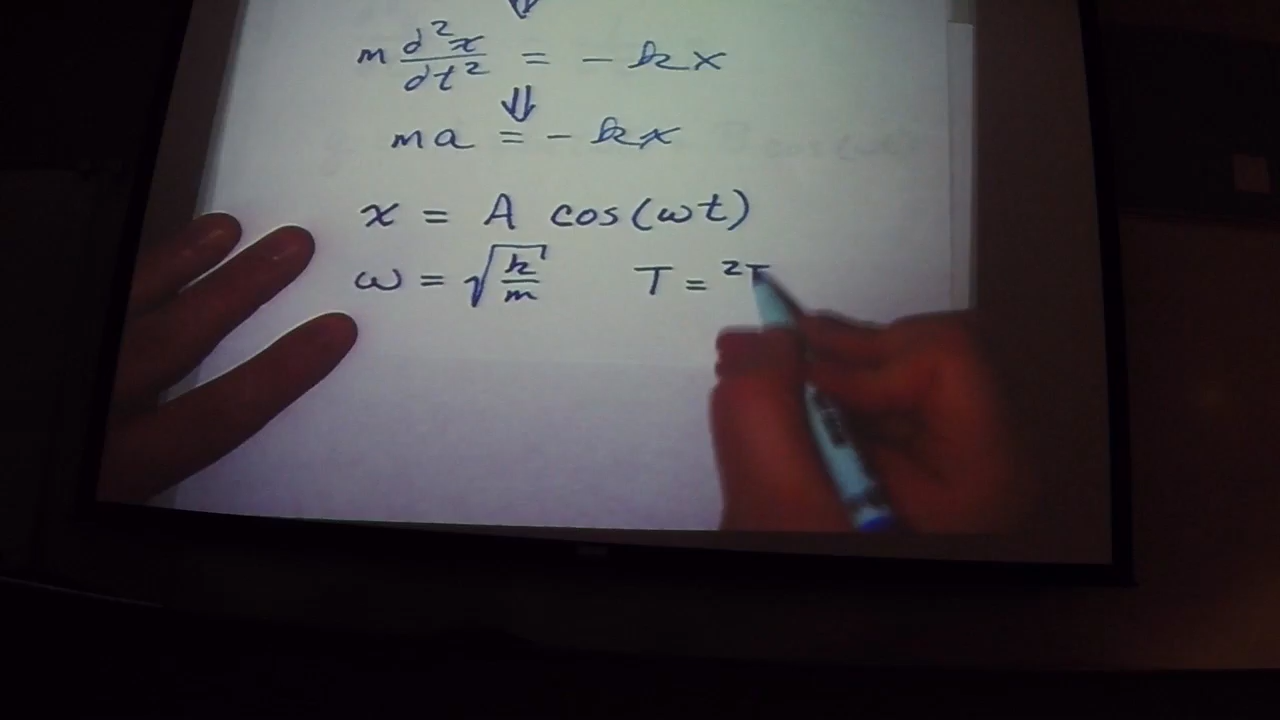 m d²x/dt² = - kx
⇓
ma = - kx
x = A cos(ωt)
ω = √(k/m) T = 2π